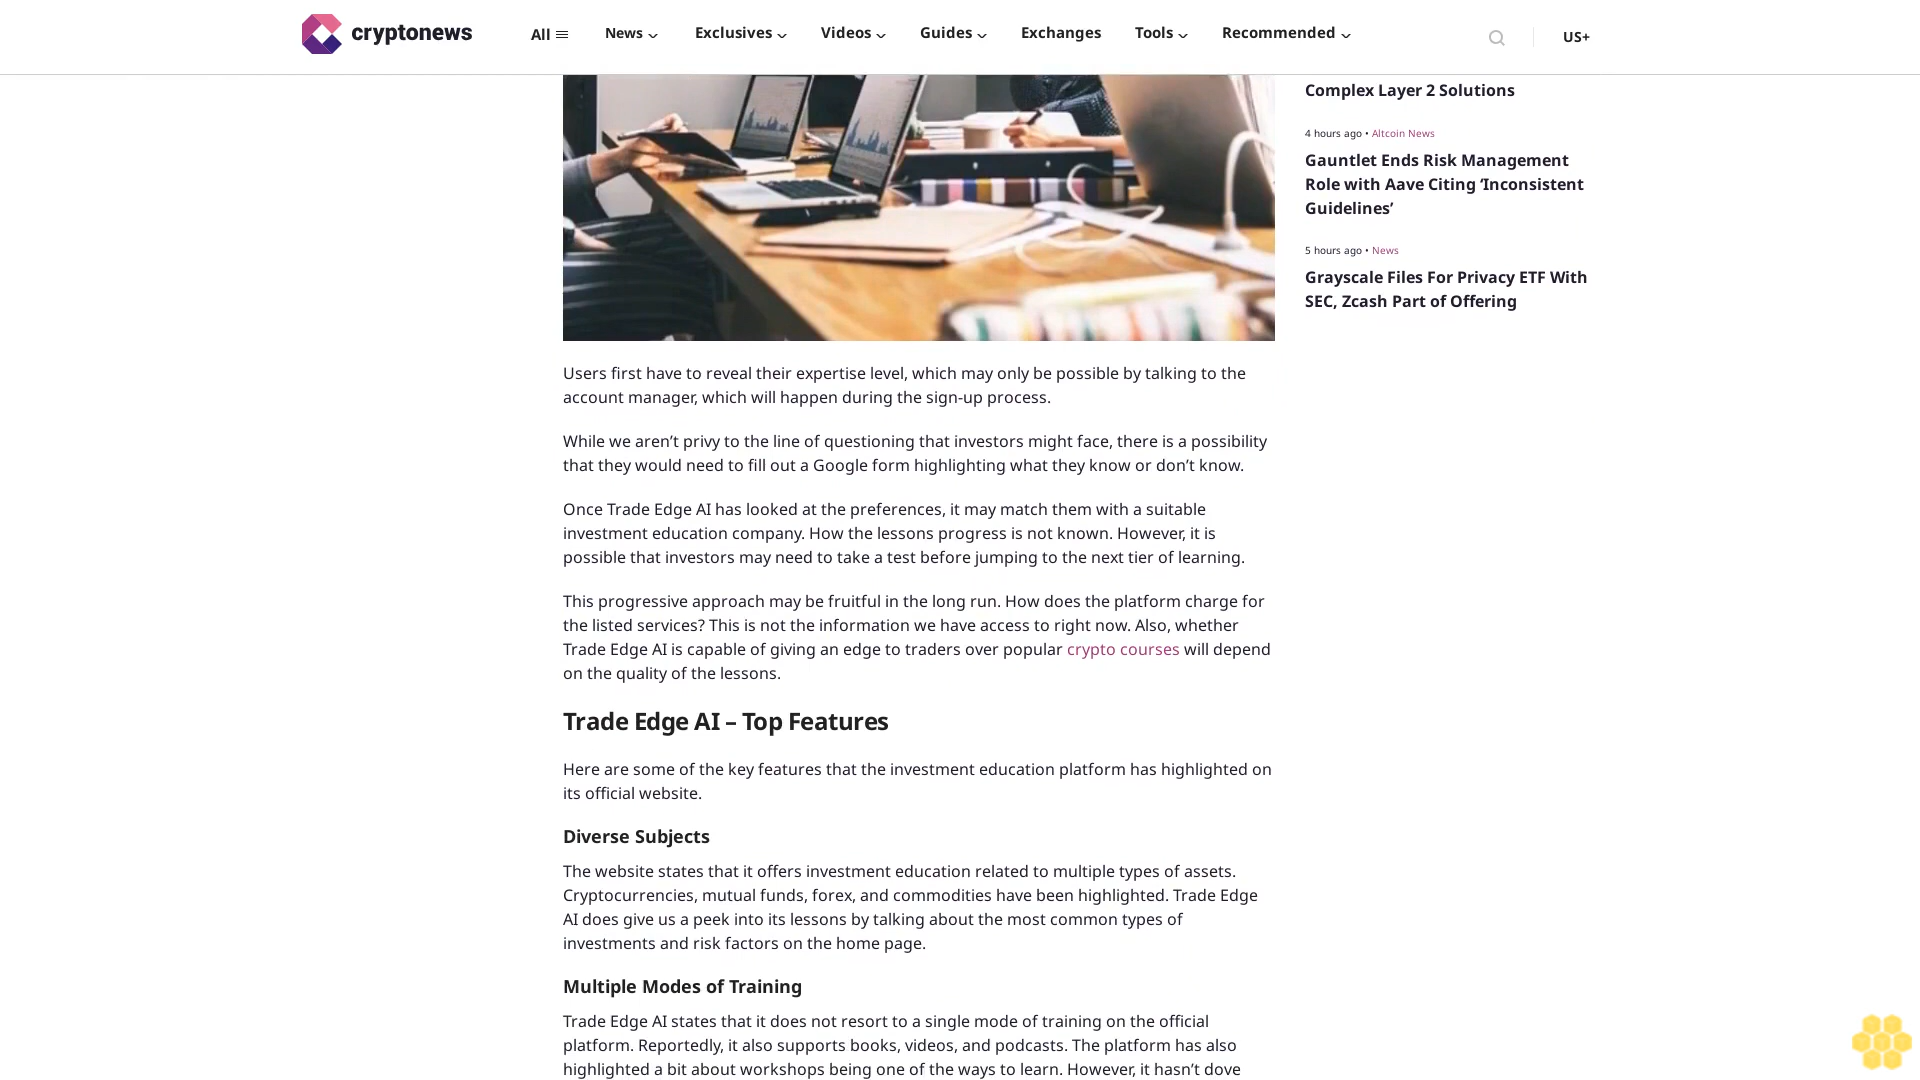 cryptonews
All
News
Exclusives
Videos
Guides
Exchanges
Tools
Recommended
US+
Complex Layer 2 Solutions
4 hours ago • Altcoin News
Gauntlet Ends Risk Management
Role with Aave Citing ‘Inconsistent
Guidelines’
5 hours ago • News
Grayscale Files For Privacy ETF With
SEC, Zcash Part of Offering
Users first have to reveal their expertise level, which may only be possible by talking to the
account manager, which will happen during the sign-up process.
While we aren’t privy to the line of questioning that investors might face, there is a possibility
that they would need to fill out a Google form highlighting what they know or don’t know.
Once Trade Edge AI has looked at the preferences, it may match them with a suitable
investment education company. How the lessons progress is not known. However, it is
possible that investors may need to take a test before jumping to the next tier of learning.
This progressive approach may be fruitful in the long run. How does the platform charge for
the listed services? This is not the information we have access to right now. Also, whether
Trade Edge AI is capable of giving an edge to traders over popular crypto courses will depend
on the quality of the lessons.
Trade Edge AI – Top Features
Here are some of the key features that the investment education platform has highlighted on
its official website.
Diverse Subjects
The website states that it offers investment education related to multiple types of assets.
Cryptocurrencies, mutual funds, forex, and commodities have been highlighted. Trade Edge
AI does give us a peek into its lessons by talking about the most common types of
investments and risk factors on the home page.
Multiple Modes of Training
Trade Edge AI states that it does not resort to a single mode of training on the official
platform. Reportedly, it also supports books, videos, and podcasts. The platform has also
highlighted a bit about workshops being one of the ways to learn. However, it hasn’t dove